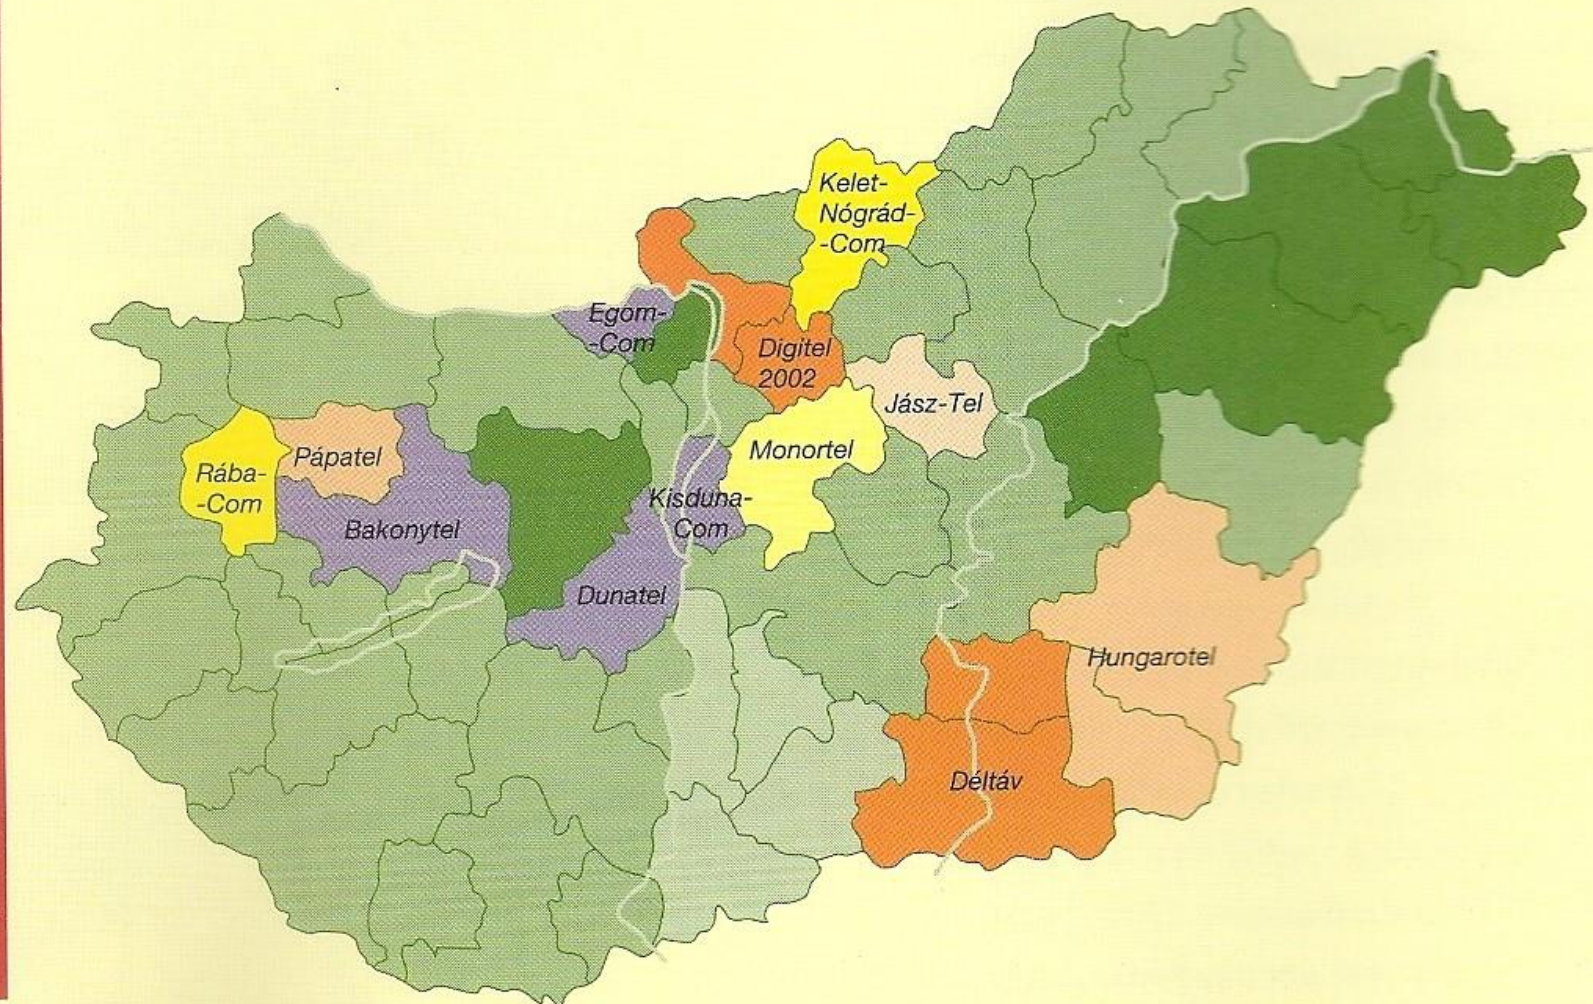 Kelet-
Nógrád-
-Com
Egom-
-Com
Digitel
2002
Jász-Tel
Rába-
-Com
Pápatel
Monortel
Bakonytel
Kisduna-
Com
Dunatel
Hungarotel
Déltáv